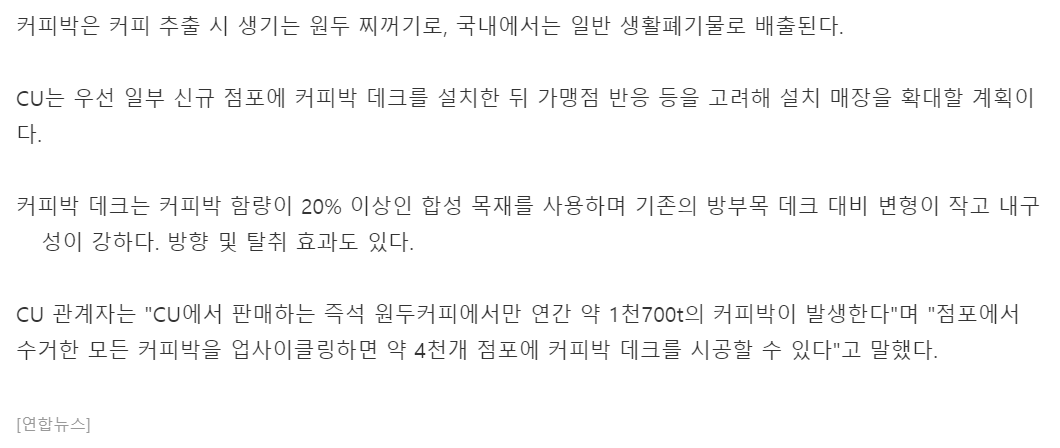 커피박은 커피 추출 시 생기는 원두 찌꺼기로, 국내에서는 일반 생활폐기물로 배출된다.
CU는 우선 일부 신규 점포에 커피박 데크를 설치한 뒤 가맹점 반응 등을 고려해 설치 매장을 확대할 계획이
다.
커피박 데크는 커피박 함량이 20% 이상인 합성 목재를 사용하며 기존의 방부목 데크 대비 변형이 작고 내구
성이 강하다. 방향 및 탈취 효과도 있다.
CU 관계자는 "CU에서 판매하는 즉석 원두커피에서만 연간 약 1천700t의 커피박이 발생한다"며 "점포에서
수거한 모든 커피박을 업사이클링하면 약 4천개 점포에 커피박 데크를 시공할 수 있다"고 말했다.
[연합뉴스]